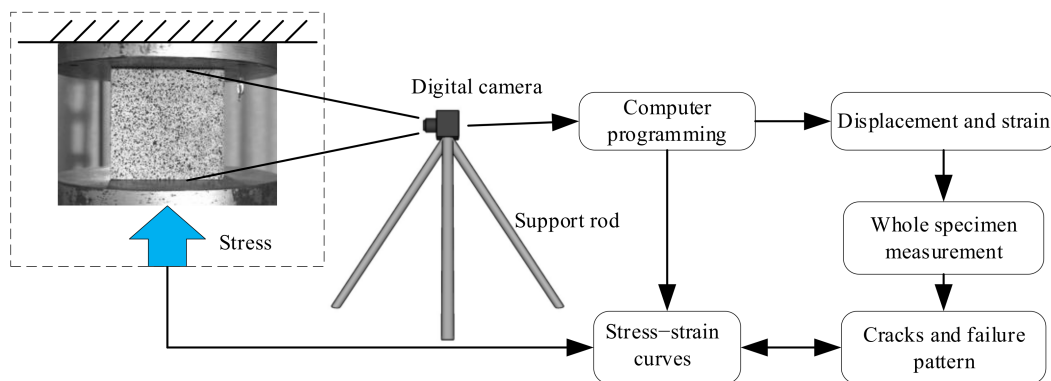 Digital camera
Computer
programming
Displacement and strain
Support rod
Whole specimen
measurement
Stress
Stress−strain
curves
Cracks and failure
pattern